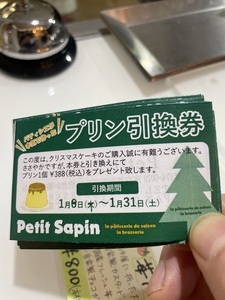 プリン引換券
この度は、クリスマスケーキのご購入誠に有難うございます。
ささやかですが、本券と引き換えにて
プリン1個 ¥388(税込)をプレゼント致します。
引換期間
1月6日(木)～1月31日(土)
Petit Sapin
la pâtisserie de saison
la brasserie
¥800